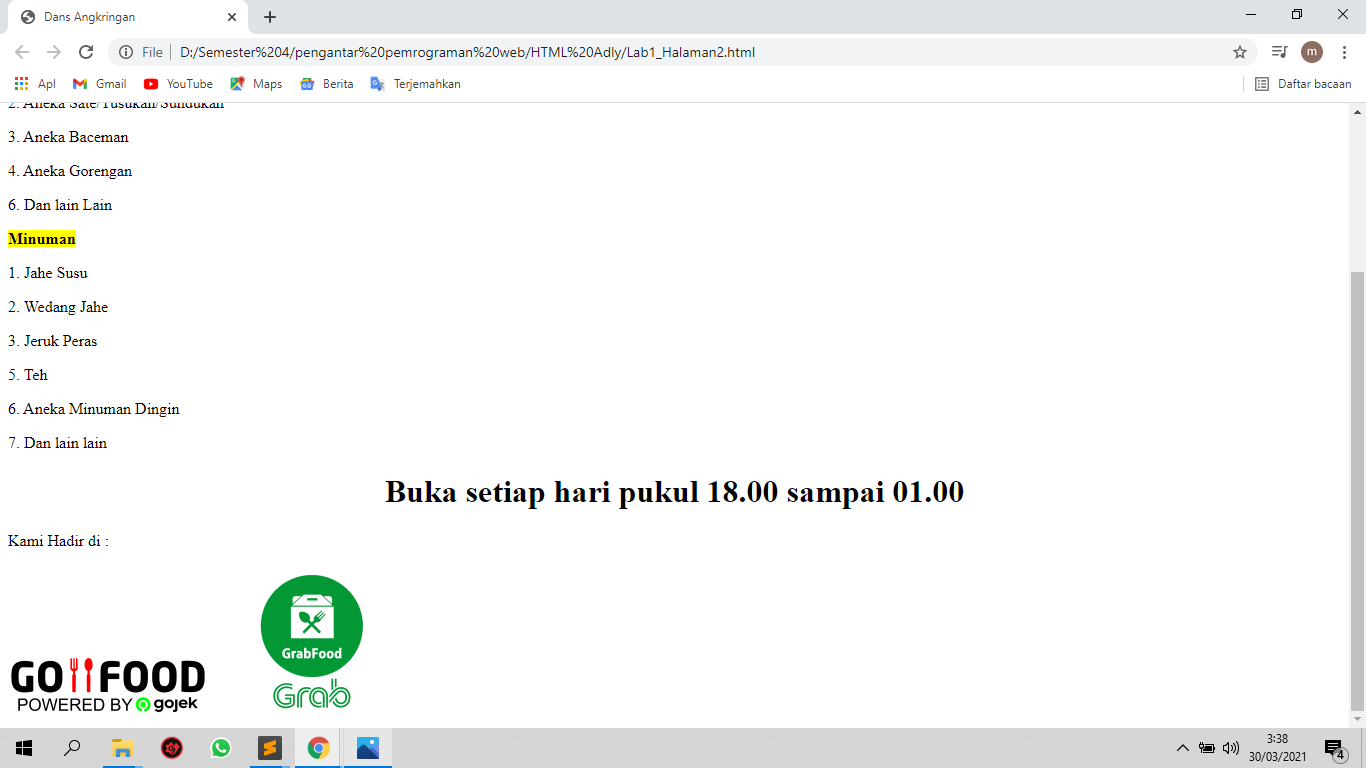 Dans Angkringan
File
D:/Semester%204/pengantar%20pemrograman%20web/HTML%20Adly/Lab1_Halaman2.html
m
Apl
Gmail
YouTube
Maps
Berita
Terjemahkan
Daftar bacaan
2. Aneka Sate/Tusukan/Sundukan
3. Aneka Baceman
4. Aneka Gorengan
6. Dan lain Lain
Minuman
1. Jahe Susu
2. Wedang Jahe
3. Jeruk Peras
5. Teh
6. Aneka Minuman Dingin
7. Dan lain lain
Buka setiap hari pukul 18.00 sampai 01.00
Kami Hadir di :
GrabFood
Grab
GO FOOD
POWERED BY gojek
3:38
30/03/2021
4